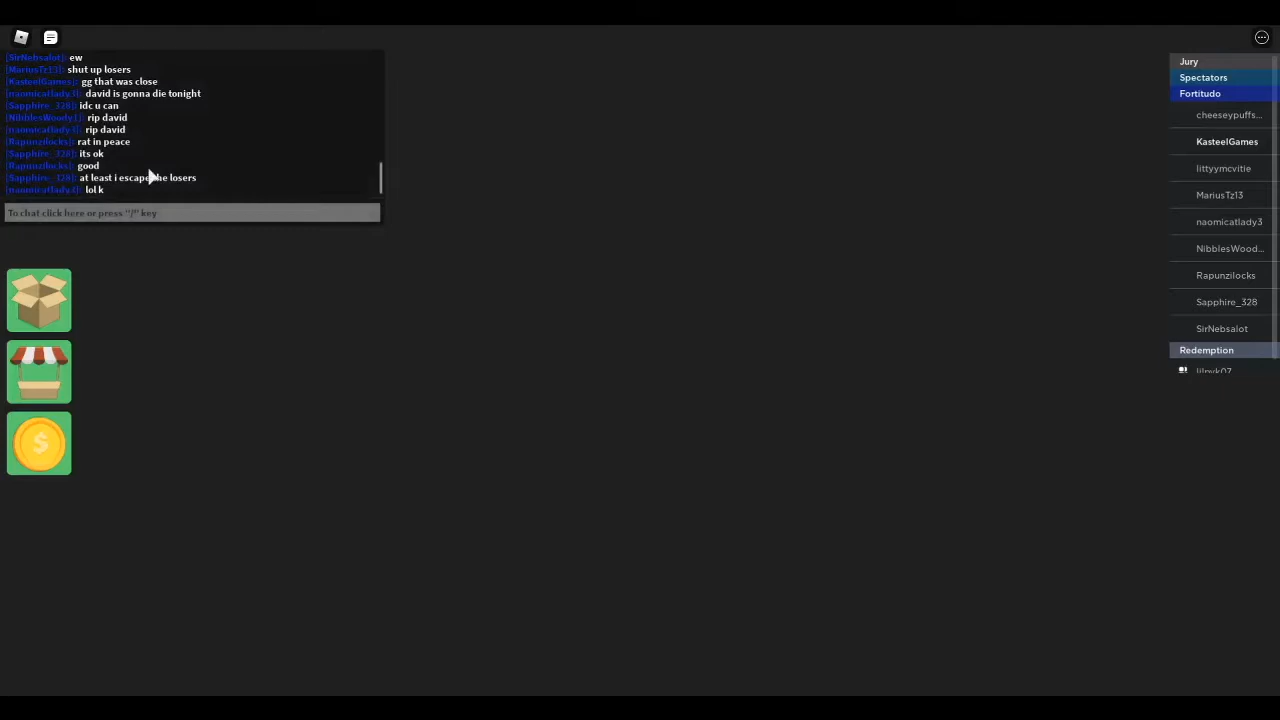 [SirNebsalot]: ew
[MariusTz13]: shut up losers
[KasteelGames]: gg that was close
[naomicatlady3]: david is gonna die tonight
[Sapphire_328]: idc u can
[NibblesWoody1]: rip david
[naomicatlady3]: rip david
[Rapunzilocks]: rat in peace
[Sapphire_328]: its ok
[Rapunzilocks]: good
[Sapphire_328]: at least i escape the losers
[naomicatlady3]: lol k
To chat click here or press "/" key
Jury
Spectators
Fortitudo
cheeseypuffs...
KasteelGames
littyymcvitie
MariusTz13
naomicatlady3
NibblesWood...
Rapunzilocks
Sapphire_328
SirNebsalot
Redemption